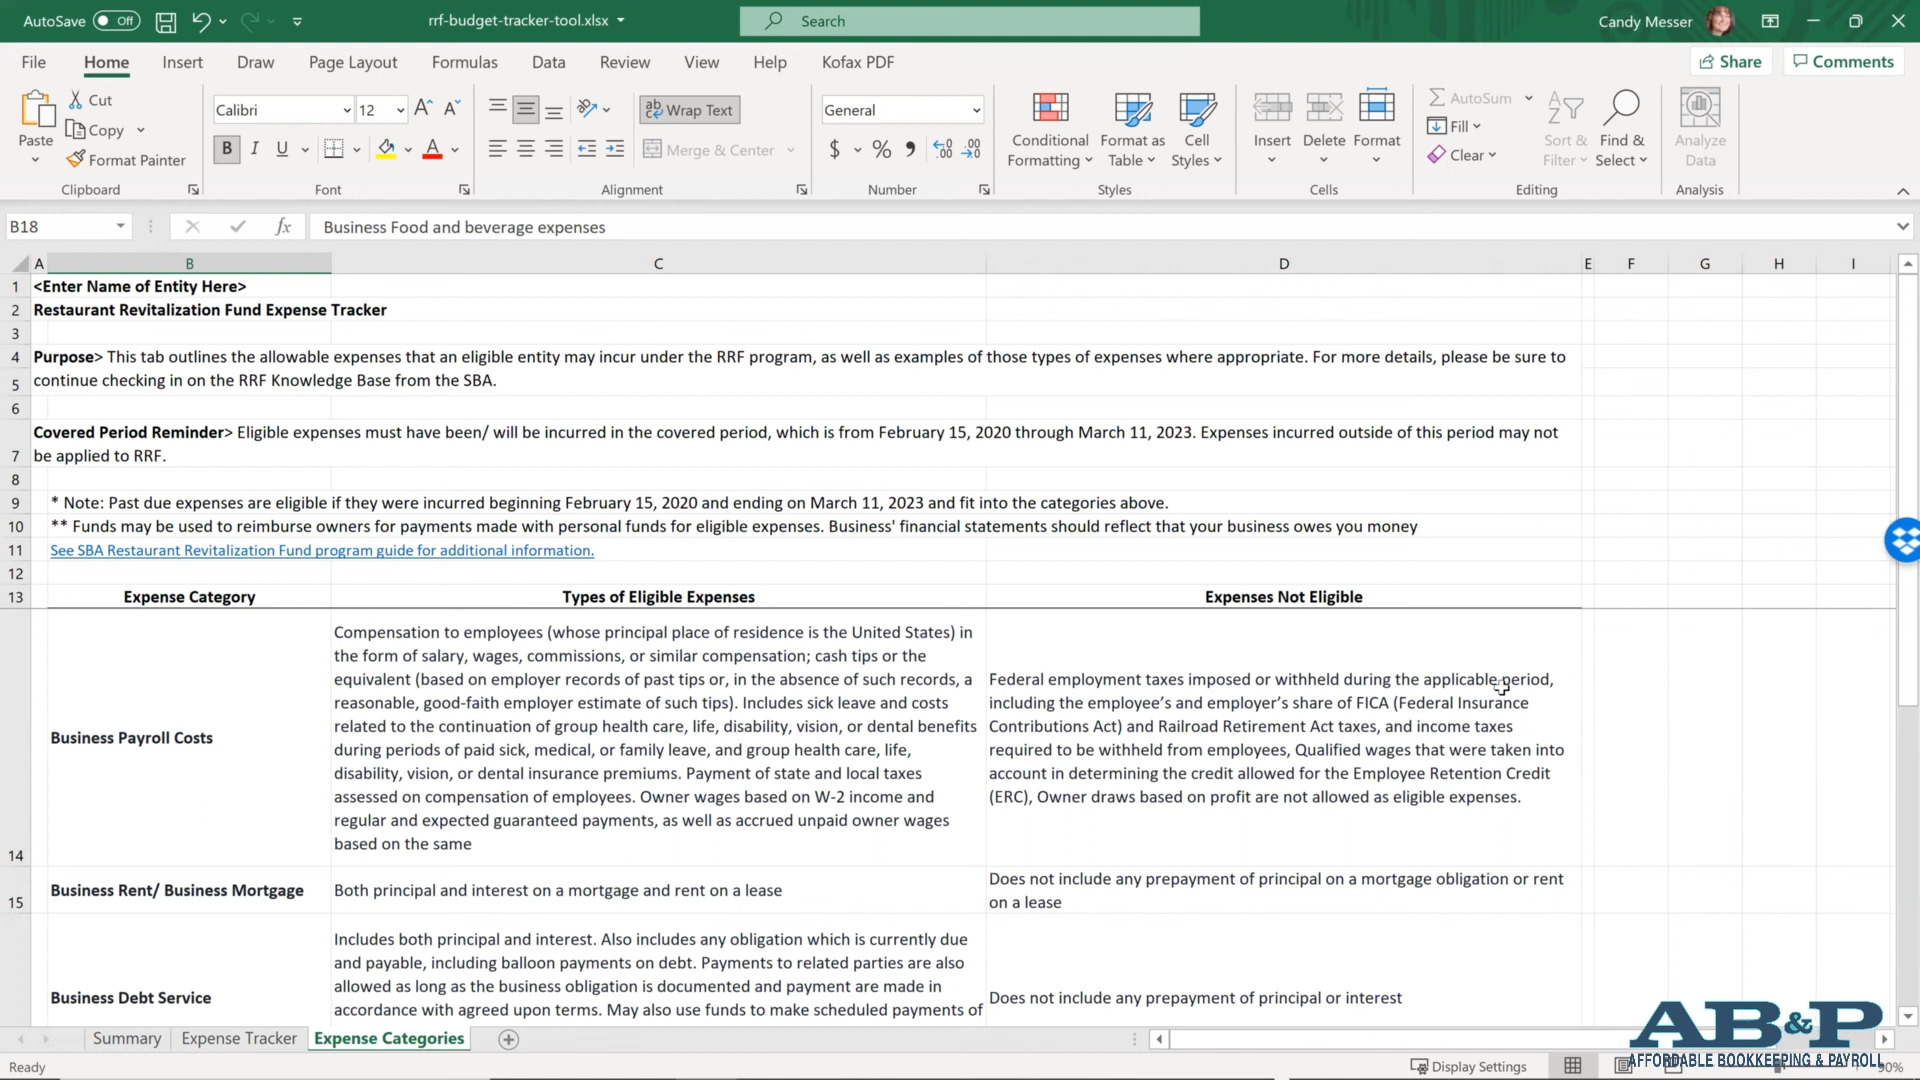 AutoSave Off rrf-budget-tracker-tool.xlsx Search Candy Messer
File Home Insert Draw Page Layout Formulas Data Review View Help Kofax PDF Share Comments
Paste Cut Copy Format Painter Clipboard
Calibri 12 B I U A Font
Wrap Text Merge & Center Alignment
General $ % Number
Conditional Formatting Format as Table Cell Styles Styles
Insert Delete Format Cells
AutoSum Fill Clear Sort & Filter Find & Select Editing
Analyze Data Analysis
B18 fx Business Food and beverage expenses
A B C D E F G H I
1 <Enter Name of Entity Here>
2 Restaurant Revitalization Fund Expense Tracker
3
4 Purpose> This tab outlines the allowable expenses that an eligible entity may incur under the RRF program, as well as examples of those types of expenses where appropriate. For more details, please be sure to
5 continue checking in on the RRF Knowledge Base from the SBA.
6
Covered Period Reminder> Eligible expenses must have been/ will be incurred in the covered period, which is from February 15, 2020 through March 11, 2023. Expenses incurred outside of this period may not
7 be applied to RRF.
8
9 * Note: Past due expenses are eligible if they were incurred beginning February 15, 2020 and ending on March 11, 2023 and fit into the categories above.
10 ** Funds may be used to reimburse owners for payments made with personal funds for eligible expenses. Business' financial statements should reflect that your business owes you money
11 See SBA Restaurant Revitalization Fund program guide for additional information.
12
13 Expense Category Types of Eligible Expenses Expenses Not Eligible
14 Business Payroll Costs
Compensation to employees (whose principal place of residence is the United States) in
the form of salary, wages, commissions, or similar compensation; cash tips or the
equivalent (based on employer records of past tips or, in the absence of such records, a
reasonable, good-faith employer estimate of such tips). Includes sick leave and costs
related to the continuation of group health care, life, disability, vision, or dental benefits
during periods of paid sick, medical, or family leave, and group health care, life,
disability, vision, or dental insurance premiums. Payment of state and local taxes
assessed on compensation of employees. Owner wages based on W-2 income and
regular and expected guaranteed payments, as well as accrued unpaid owner wages
based on the same
Federal employment taxes imposed or withheld during the applicable period,
including the employee's and employer's share of FICA (Federal Insurance
Contributions Act) and Railroad Retirement Act taxes, and income taxes
required to be withheld from employees, Qualified wages that were taken into
account in determining the credit allowed for the Employee Retention Credit
(ERC), Owner draws based on profit are not allowed as eligible expenses.
15 Business Rent/ Business Mortgage
Both principal and interest on a mortgage and rent on a lease
Does not include any prepayment of principal on a mortgage obligation or rent
on a lease
Business Debt Service
Includes both principal and interest. Also includes any obligation which is currently due
and payable, including balloon payments on debt. Payments to related parties are also
allowed as long as the business obligation is documented and payment are made in
accordance with agreed upon terms. May also use funds to make scheduled payments of
Does not include any prepayment of principal or interest
Summary Expense Tracker Expense Categories
AB&P
AFFORDABLE BOOKKEEPING & PAYROLL
Ready Display Settings 90%